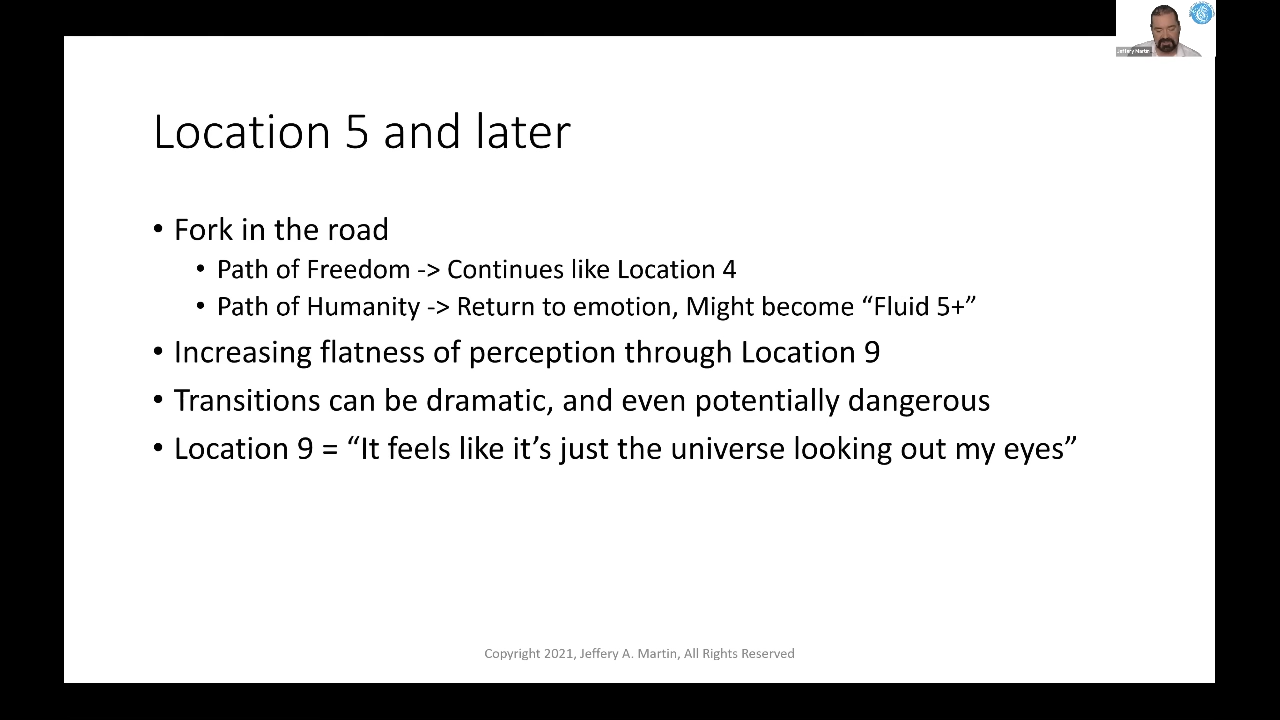 Jeffery Martin
Location 5 and later
• Fork in the road
• Path of Freedom -> Continues like Location 4
• Path of Humanity -> Return to emotion, Might become “Fluid 5+”
• Increasing flatness of perception through Location 9
• Transitions can be dramatic, and even potentially dangerous
• Location 9 = “It feels like it’s just the universe looking out my eyes”
Copyright 2021, Jeffery A. Martin, All Rights Reserved